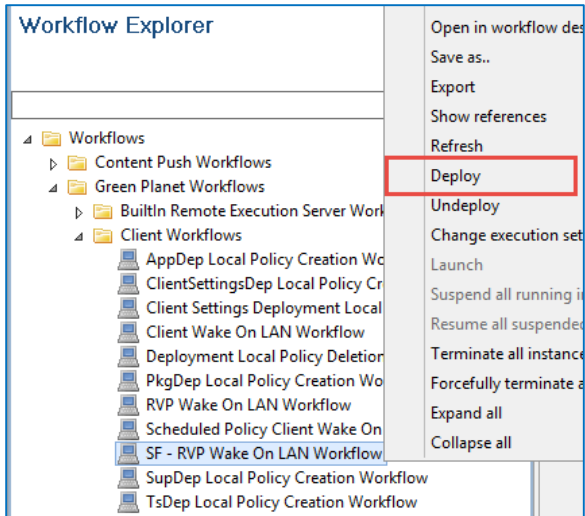 Workflow Explorer
Workflows
Content Push Workflows
Green Planet Workflows
BuiltIn Remote Execution Server Work
Client Workflows
AppDep Local Policy Creation Wo
ClientSettingsDep Local Policy Cr
Client Settings Deployment Local
Client Wake On LAN Workflow
Deployment Local Policy Deletion
PkgDep Local Policy Creation Wo
RVP Wake On LAN Workflow
Scheduled Policy Client Wake On
SF - RVP Wake On LAN Workflow
SupDep Local Policy Creation Workflow
TsDep Local Policy Creation Workflow
Open in workflow des
Save as..
Export
Show references
Refresh
Deploy
Undeploy
Change execution set
Launch
Suspend all running i
Resume all suspended
Terminate all instance
Forcefully terminate a
Expand all
Collapse all